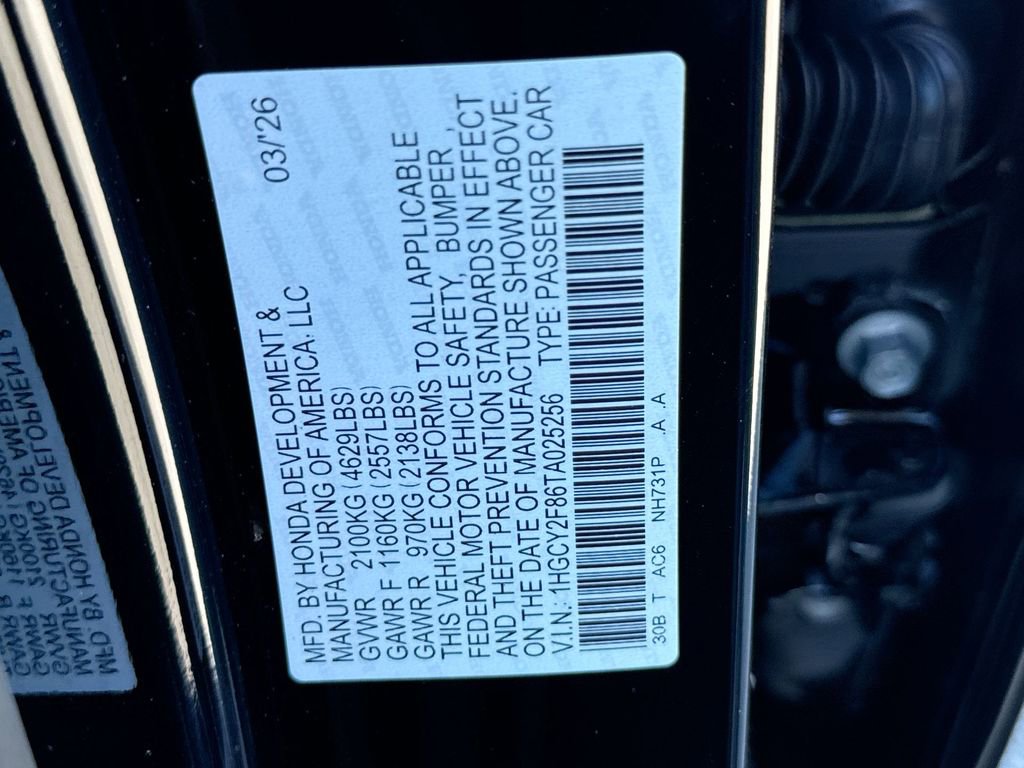 MFD. BY HONDA DEVELOPMENT &
MANUFACTURING OF AMERICA. LLC 03/'26
GVWR 2100KG (4629LBS)
GAWR F 1160KG (2557LBS)
GAWR R 970KG (2138LBS)
THIS VEHICLE CONFORMS TO ALL APPLICABLE
FEDERAL MOTOR VEHICLE SAFETY, BUMPER ,
AND THEFT PREVENTION STANDARDS IN EFFECT
ON THE DATE OF MANUFACTURE SHOWN ABOVE.
V.I.N.: 1HGCY2F86TA025256 TYPE: PASSENGER CAR
30B T AC6 NH731P .A .A